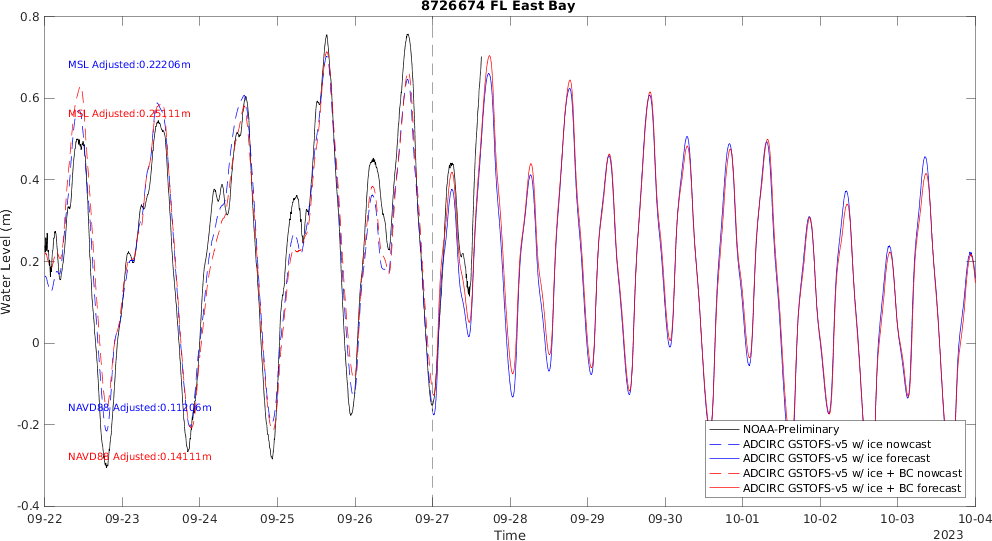 8726674 FL East Bay
0.8
0.6
0.4
0.2
0
-0.2
-0.4
Water Level (m)
MSL Adjusted:0.22206m
MSL Adjusted:0.25111m
NAVD88 Adjusted:0.11206m
NAVD88 Adjusted:0.14111m
NOAA-Preliminary
ADCIRC GSTOFS-v5 w/ ice nowcast
ADCIRC GSTOFS-v5 w/ ice forecast
ADCIRC GSTOFS-v5 w/ ice + BC nowcast
ADCIRC GSTOFS-v5 w/ ice + BC forecast
09-22 09-23 09-24 09-25 09-26 09-27 09-28 09-29 09-30 10-01 10-02 10-03 10-04
Time
2023